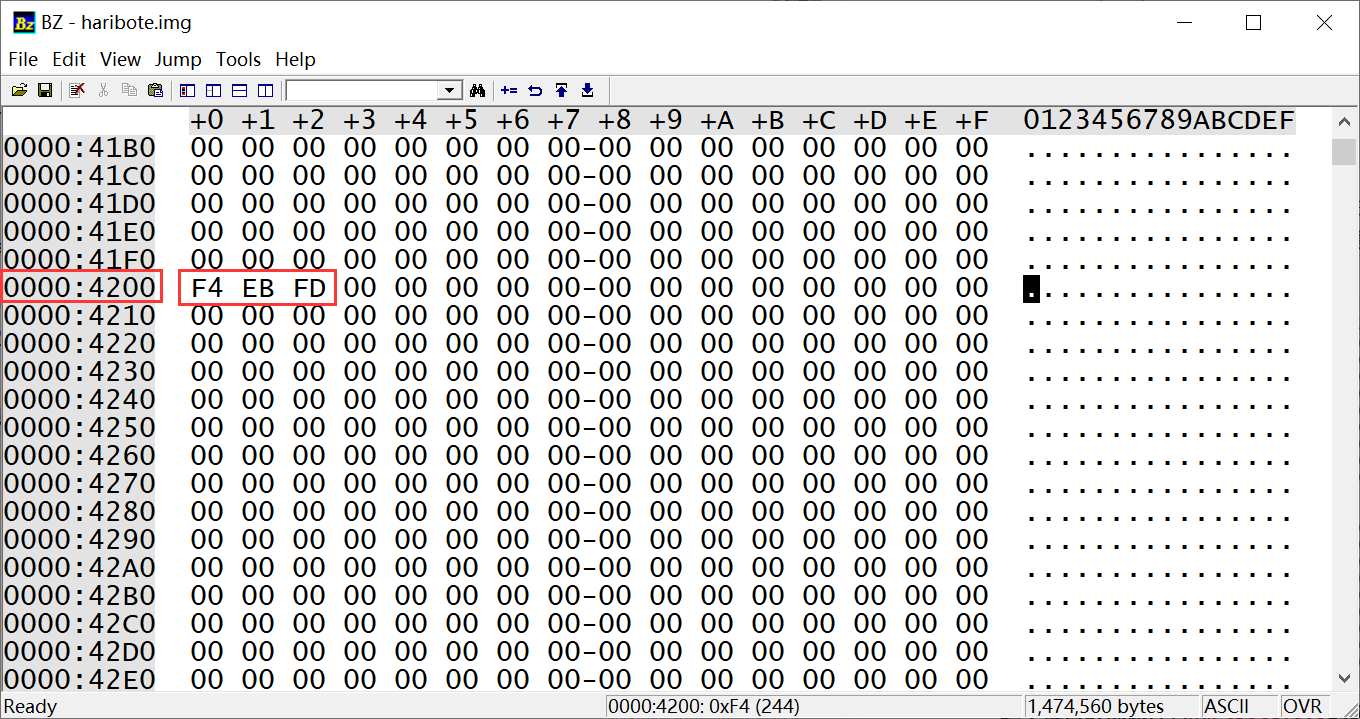 BZ - haribote.img
File Edit View Jump Tools Help
+0 +1 +2 +3 +4 +5 +6 +7 +8 +9 +A +B +C +D +E +F 0123456789ABCDEF
0000:41B0 00 00 00 00 00 00 00 00-00 00 00 00 00 00 00 00 ................
0000:41C0 00 00 00 00 00 00 00 00-00 00 00 00 00 00 00 00 ................
0000:41D0 00 00 00 00 00 00 00 00-00 00 00 00 00 00 00 00 ................
0000:41E0 00 00 00 00 00 00 00 00-00 00 00 00 00 00 00 00 ................
0000:41F0 00 00 00 00 00 00 00 00-00 00 00 00 00 00 00 00 ................
0000:4200 F4 EB FD 00 00 00 00 00-00 00 00 00 00 00 00 00 ................
0000:4210 00 00 00 00 00 00 00 00-00 00 00 00 00 00 00 00 ................
0000:4220 00 00 00 00 00 00 00 00-00 00 00 00 00 00 00 00 ................
0000:4230 00 00 00 00 00 00 00 00-00 00 00 00 00 00 00 00 ................
0000:4240 00 00 00 00 00 00 00 00-00 00 00 00 00 00 00 00 ................
0000:4250 00 00 00 00 00 00 00 00-00 00 00 00 00 00 00 00 ................
0000:4260 00 00 00 00 00 00 00 00-00 00 00 00 00 00 00 00 ................
0000:4270 00 00 00 00 00 00 00 00-00 00 00 00 00 00 00 00 ................
0000:4280 00 00 00 00 00 00 00 00-00 00 00 00 00 00 00 00 ................
0000:4290 00 00 00 00 00 00 00 00-00 00 00 00 00 00 00 00 ................
0000:42A0 00 00 00 00 00 00 00 00-00 00 00 00 00 00 00 00 ................
0000:42B0 00 00 00 00 00 00 00 00-00 00 00 00 00 00 00 00 ................
0000:42C0 00 00 00 00 00 00 00 00-00 00 00 00 00 00 00 00 ................
0000:42D0 00 00 00 00 00 00 00 00-00 00 00 00 00 00 00 00 ................
0000:42E0 00 00 00 00 00 00 00 00-00 00 00 00 00 00 00 00 ................
Ready 0000:4200: 0xF4 (244) 1,474,560 bytes ASCII OVR